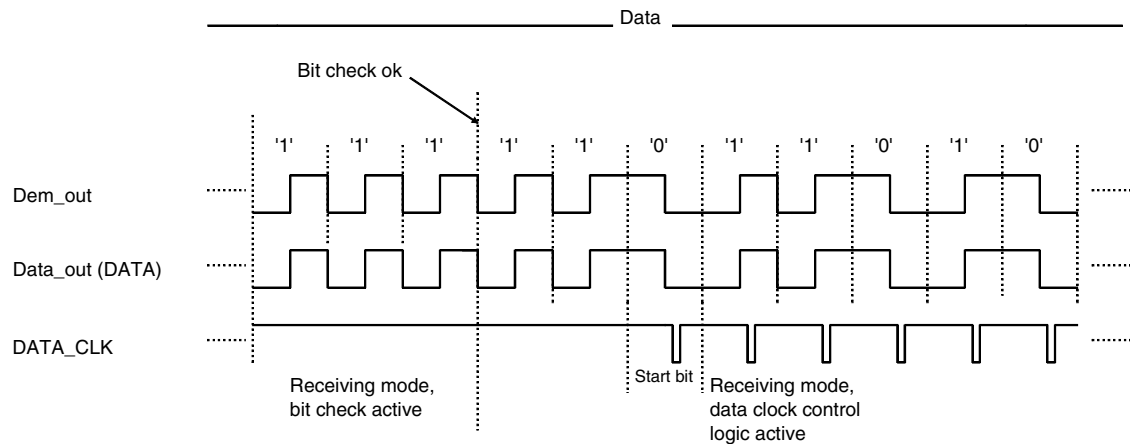 Data
Bit check ok
'1' '1' '1' '1' '1' '0' '1' '1' '0' '1' '0'
Dem_out
Data_out (DATA)
DATA_CLK
Start bit
Receiving mode,
bit check active
Receiving mode,
data clock control
logic active